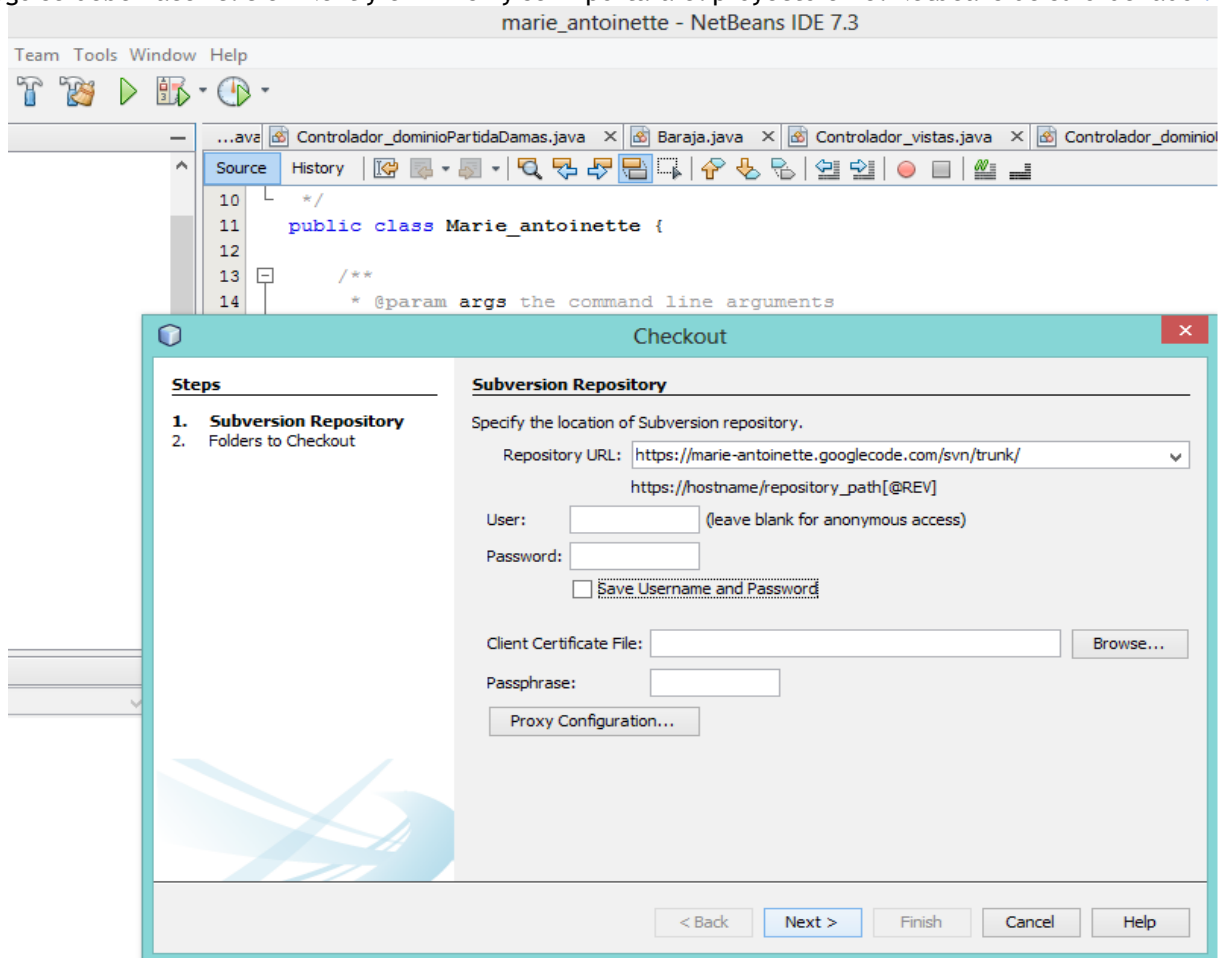 marie_antoinette - NetBeans IDE 7.3
Team Tools Window Help
...ava Controlador_dominioPartidaDamas.java Baraja.java Controlador_vistas.java Controlador_dominio
Source History
10 */
11 public class Marie_antoinette {
12
13 /**
14 * @param args the command line arguments
Checkout
Steps
1. Subversion Repository
2. Folders to Checkout
Subversion Repository
Specify the location of Subversion repository.
Repository URL: https://marie-antoinette.googlecode.com/svn/trunk/
https://hostname/repository_path[@REV]
User: (leave blank for anonymous access)
Password:
Save Username and Password
Client Certificate File: Browse...
Passphrase:
Proxy Configuration...
< Back Next > Finish Cancel Help